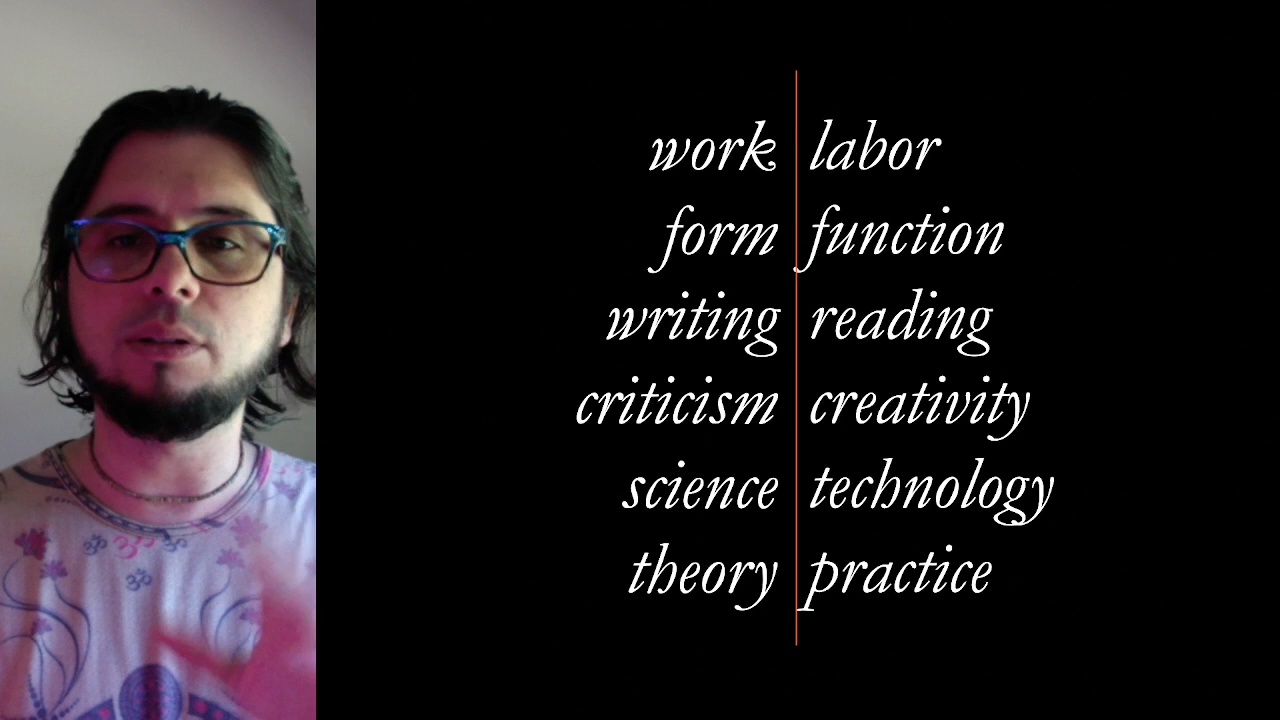 work labor
form function
writing reading
criticism creativity
science technology
theory practice